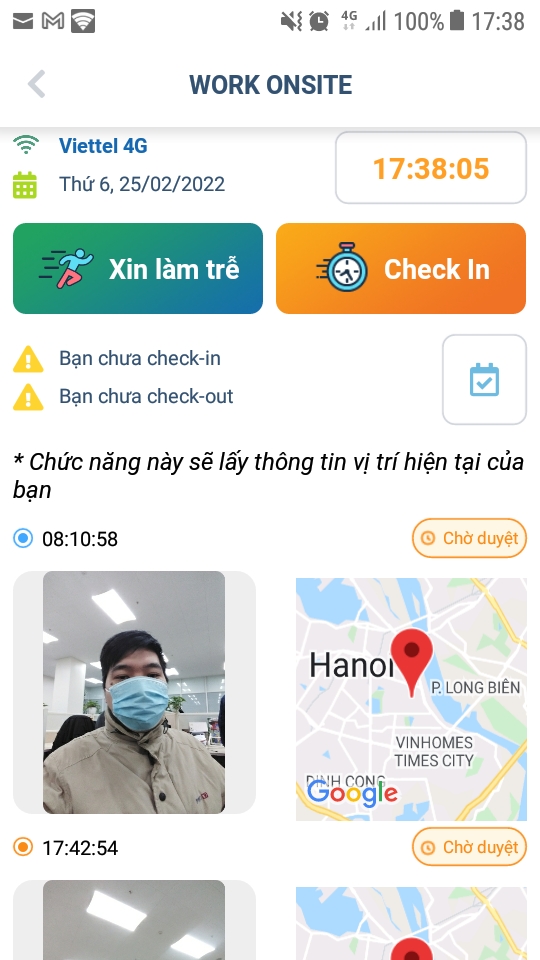 4G 100% 17:38
WORK ONSITE
Viettel 4G
17:38:05
Thứ 6, 25/02/2022
Xin làm trễ
Check In
Bạn chưa check-in
Bạn chưa check-out
* Chức năng này sẽ lấy thông tin vị trí hiện tại của
bạn
08:10:58
Chờ duyệt
Hanoi
P. LONG BIÊN
VINHOMES
TIMES CITY
ĐỊNH CÔNG
Google
17:42:54
Chờ duyệt